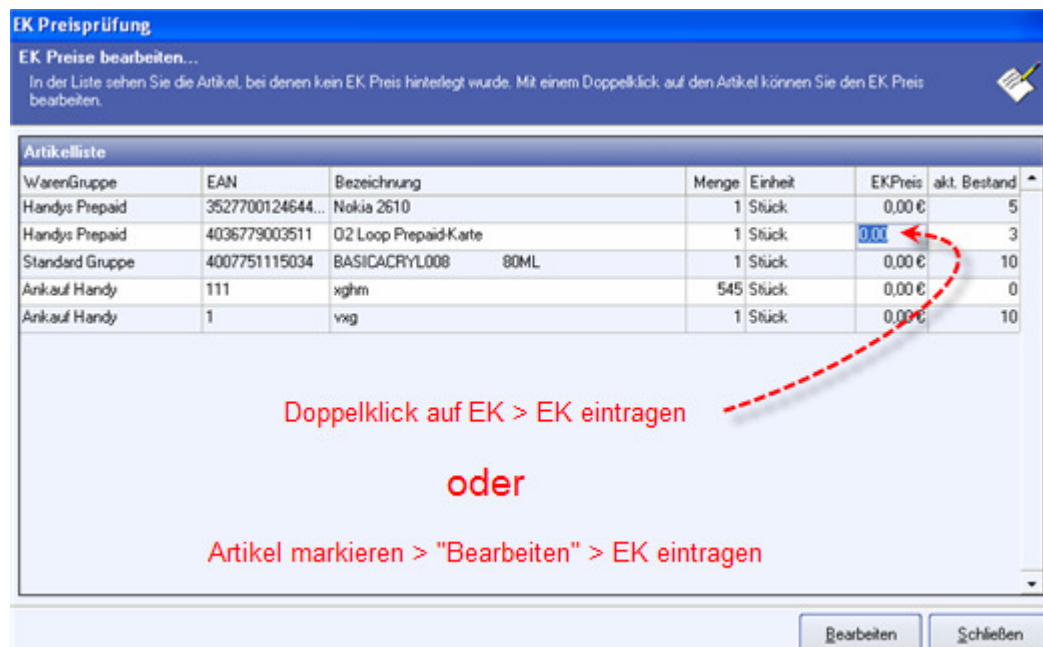 EK Preisprüfung
EK Preise bearbeiten...
In der Liste sehen Sie die Artikel, bei denen kein EK Preis hinterlegt wurde. Mit einem Doppelklick auf den Artikel können Sie den EK Preis
bearbeiten.
Artikelliste
WarenGruppe EAN Bezeichnung Menge Einheit EKPreis akt. Bestand
Handys Prepaid 3527700124644... Nokia 2610 1 Stück 0,00 € 5
Handys Prepaid 4036779003511 O2 Loop Prepaid-Karte 1 Stück 0,00 3
Standard Gruppe 4007751115034 BASICACRYL008 80ML 1 Stück 0,00 € 10
Ankauf Handy 111 xghm 545 Stück 0,00 € 0
Ankauf Handy 1 vxg 1 Stück 0,00 € 10
Doppelklick auf EK > EK eintragen
oder
Artikel markieren > "Bearbeiten" > EK eintragen
Bearbeiten Schließen